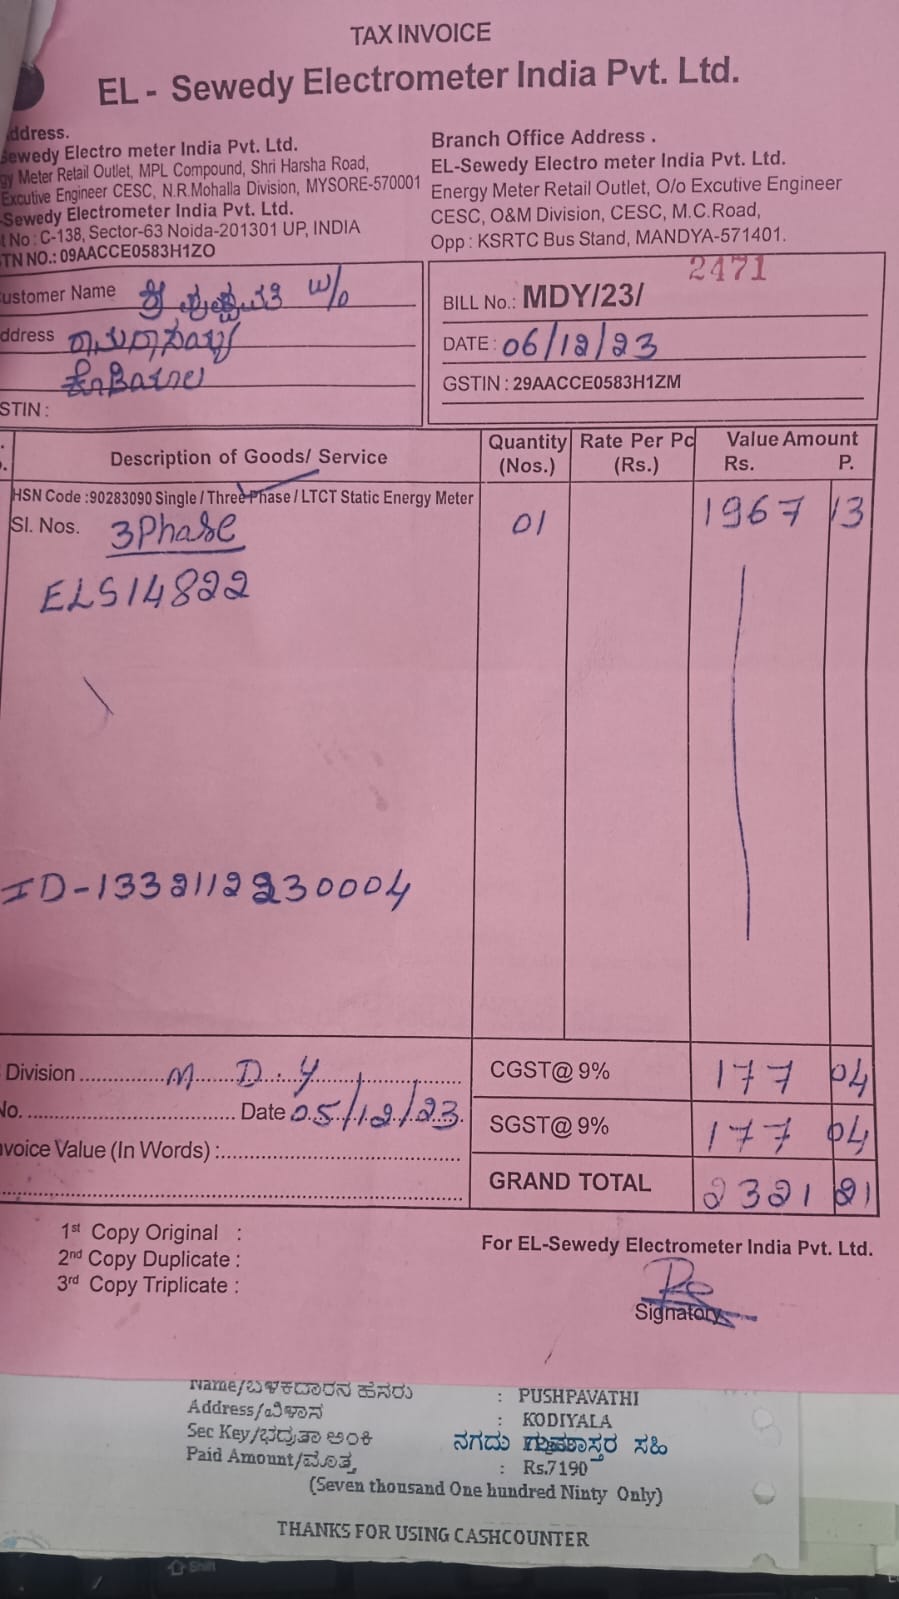 TAX INVOICE
EL - Sewedy Electrometer India Pvt. Ltd.
ddress.
Sewedy Electro meter India Pvt. Ltd.
gy Meter Retail Outlet, MPL Compound, Shri Harsha Road,
Excutive Engineer CESC, N.R.Mohalla Division, MYSORE-570001
-Sewedy Electrometer India Pvt. Ltd.
t No : C-138, Sector-63 Noida-201301 UP, INDIA
TN NO.: 09AACCE0583H1ZO
Branch Office Address .
EL-Sewedy Electro meter India Pvt. Ltd.
Energy Meter Retail Outlet, O/o Excutive Engineer
CESC, O&M Division, CESC, M.C.Road,
Opp : KSRTC Bus Stand, MANDYA-571401.
ustomer Name ಶ್ರೀ ಪುಷ್ಪವತಿ W/o
ddress
STIN :
2471
BILL No.: MDY/23/
DATE : 06/12/23
GSTIN : 29AACCE0583H1ZM
Description of Goods/ Service
Quantity (Nos.)
Rate Per Pc (Rs.)
Value Amount
Rs. P.
HSN Code :90283090 Single / Three Phase / LTCT Static Energy Meter
Sl. Nos. 3Phase 01 1967 13
ELS14822
ID-1332112230004
Division M D Y
No. Date 05/12/23
nvoice Value (In Words) :
CGST@ 9% 177 04
SGST@ 9% 177 04
GRAND TOTAL 2321 21
1st Copy Original :
2nd Copy Duplicate :
3rd Copy Triplicate :
For EL-Sewedy Electrometer India Pvt. Ltd.
Signatory
Name/ಬಳಕೆದಾರನ ಹೆಸರು : PUSHPAVATHI
Address/ವಿಳಾಸ : KODIYALA
Sec Key/ಭದ್ರತಾ ಅಂಕಿ ನಗದು ಸಹಿ
Paid Amount/ಮೊತ್ತ : Rs.7190
(Seven thousand One hundred Ninty Only)
THANKS FOR USING CASHCOUNTER
Shift